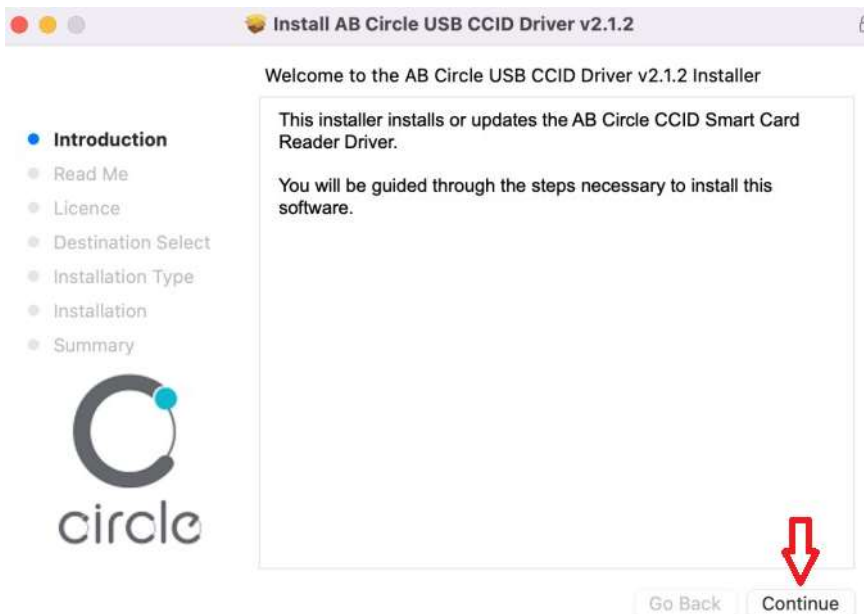 Install AB Circle USB CCID Driver v2.1.2
Welcome to the AB Circle USB CCID Driver v2.1.2 Installer
Introduction
Read Me
Licence
Destination Select
Installation Type
Installation
Summary
This installer installs or updates the AB Circle CCID Smart Card
Reader Driver.
You will be guided through the steps necessary to install this
software.
circle
Go Back
Continue